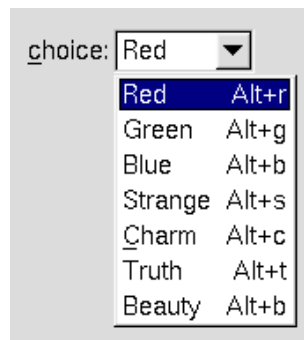 choice: Red
Red Alt+r
Green Alt+g
Blue Alt+b
Strange Alt+s
Charm Alt+c
Truth Alt+t
Beauty Alt+b